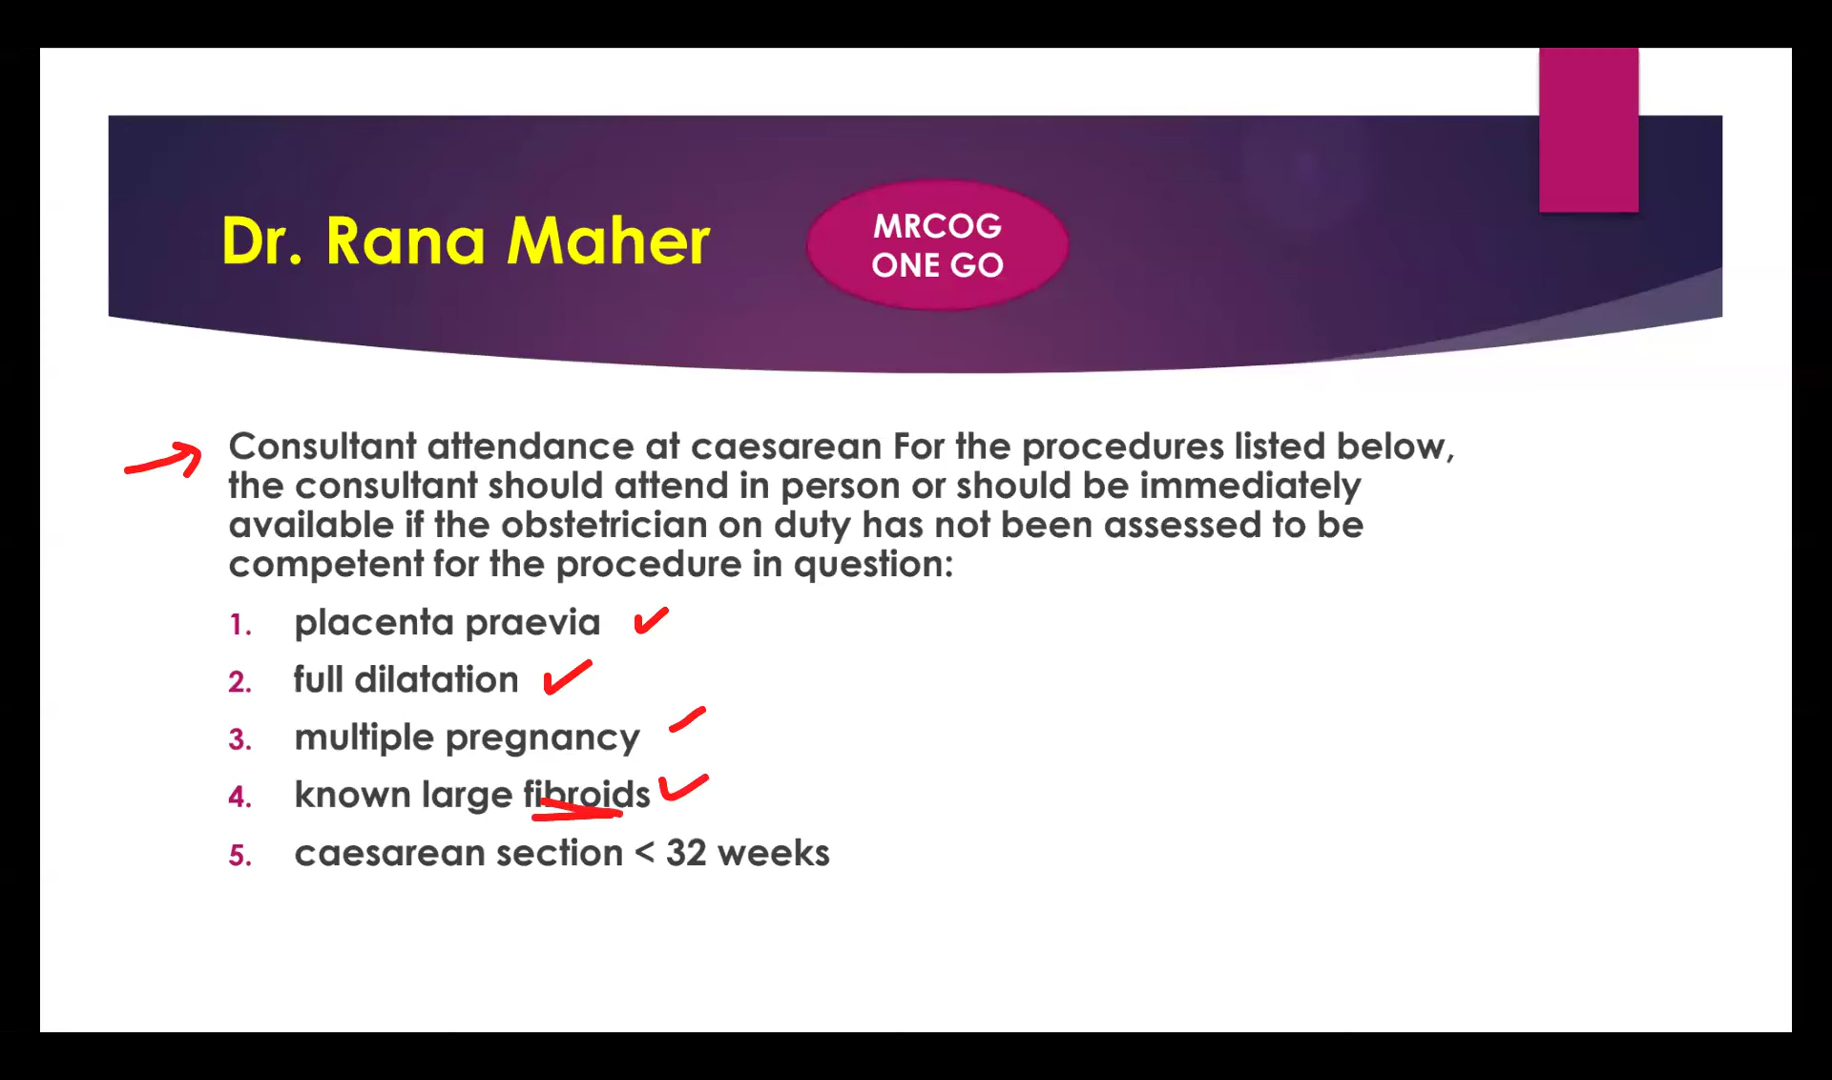 Dr. Rana Maher
MRCOG
ONE GO
Consultant attendance at caesarean For the procedures listed below,
the consultant should attend in person or should be immediately
available if the obstetrician on duty has not been assessed to be
competent for the procedure in question:
1. placenta praevia
2. full dilatation
3. multiple pregnancy
4. known large fibroids
5. caesarean section < 32 weeks